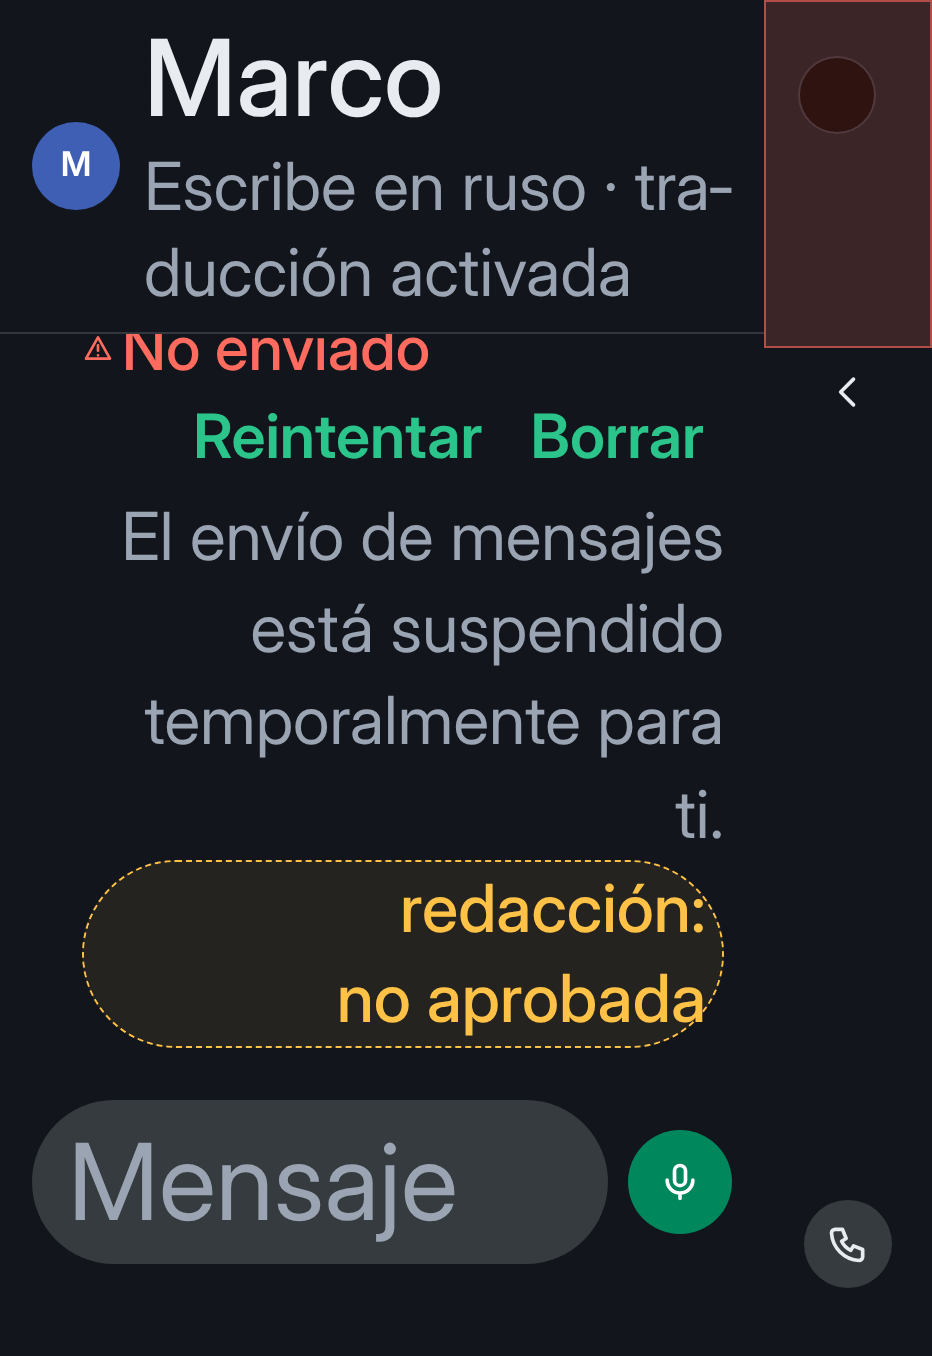 Marco
M
Escribe en ruso · tra-
ducción activada
No enviado
Reintentar Borrar
El envío de mensajes
está suspendido
temporalmente para
ti.
redacción:
no aprobada
Mensaje